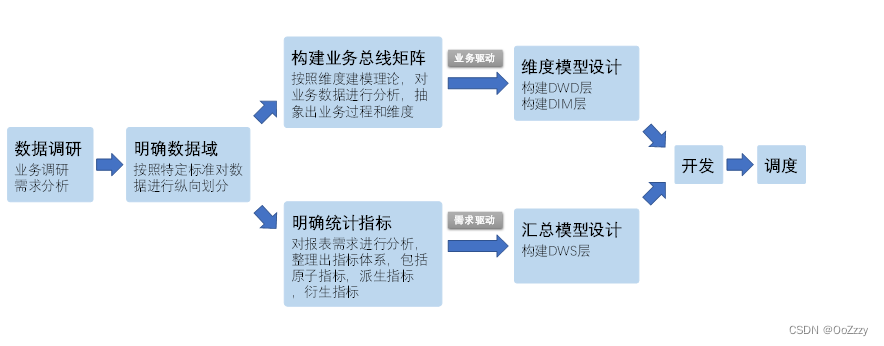 数据调研
业务调研
需求分析
明确数据域
按照特定标准对数
据进行纵向划分
构建业务总线矩阵
按照维度建模理论，对
业务数据进行分析，抽
象出业务过程和维度
业务驱动
维度模型设计
构建DWD层
构建DIM层
明确统计指标
对报表需求进行分析，
整理出指标体系，包括
原子指标，派生指标
，衍生指标
需求驱动
汇总模型设计
构建DWS层
开发
调度
CSDN @OoZzzy